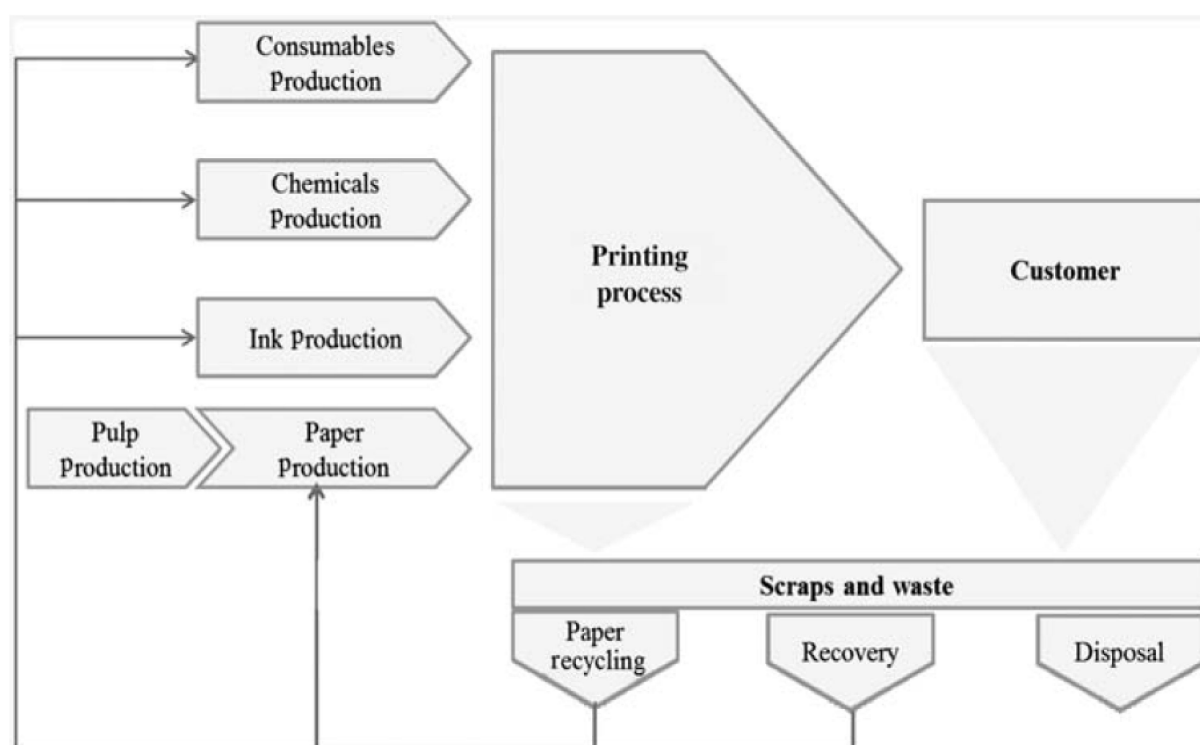 Consumables
Production
Chemicals
Production
Ink Production
Pulp
Production
Paper
Production
Printing
process
Customer
Scraps and waste
Paper
recycling
Recovery
Disposal